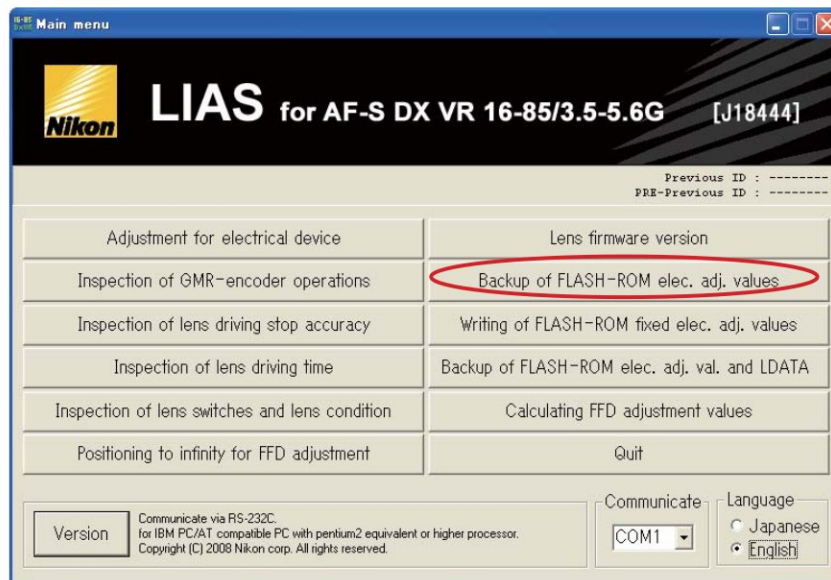 16-85
DXVR Main menu
Nikon
LIAS for AF-S DX VR 16-85/3.5-5.6G [J18444]
Previous ID : --------
PRE-Previous ID : --------
Adjustment for electrical device
Lens firmware version
Inspection of GMR-encoder operations
Backup of FLASH-ROM elec. adj. values
Inspection of lens driving stop accuracy
Writing of FLASH-ROM fixed elec. adj. values
Inspection of lens driving time
Backup of FLASH-ROM elec. adj. val. and LDATA
Inspection of lens switches and lens condition
Calculating FFD adjustment values
Positioning to infinity for FFD adjustment
Quit
Version
Communicate via RS-232C.
for IBM PC/AT compatible PC with pentium2 equivalent or higher processor.
Copyright (C) 2008 Nikon corp. All rights reserved.
Communicate
COM1
Language
Japanese
English